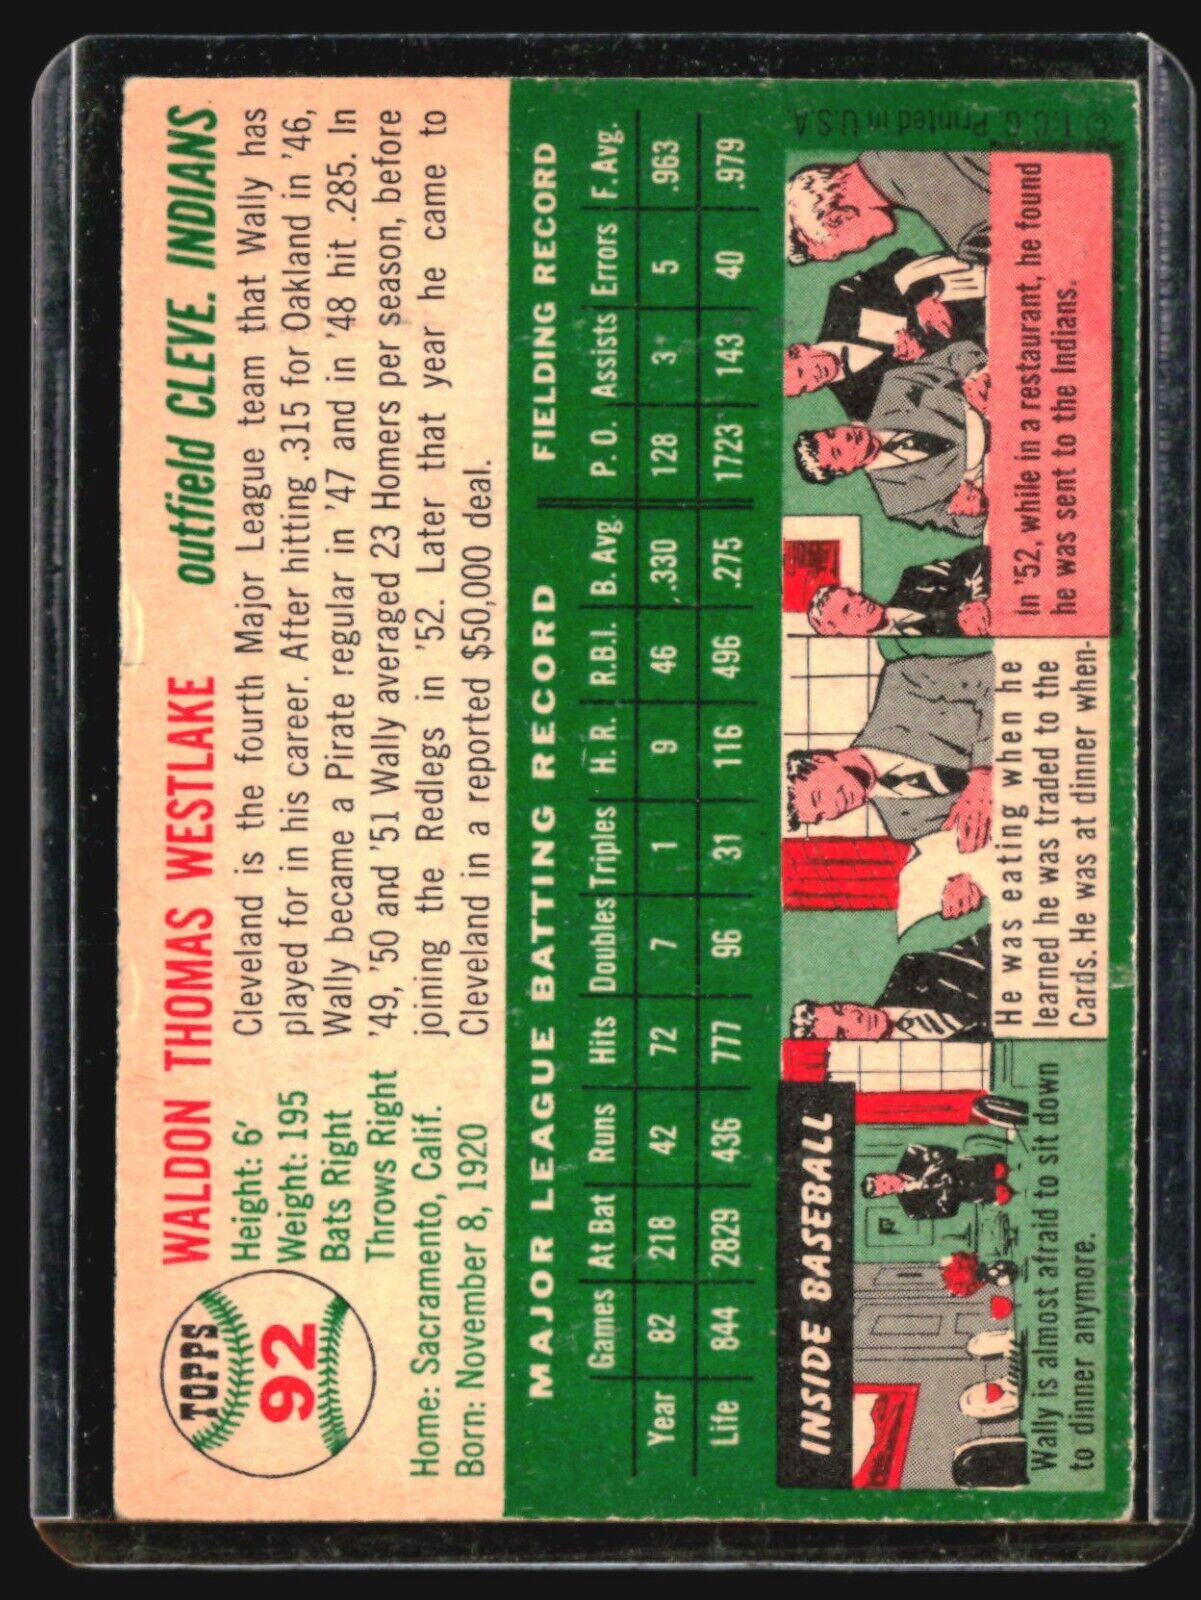 TOPPS
92
WALDON THOMAS WESTLAKE
outfield CLEVE. INDIANS
Height: 6'
Weight: 195
Bats Right
Throws Right
Home: Sacramento, Calif.
Born: November 8, 1920
Cleveland is the fourth Major League team that Wally has
played for in his career. After hitting .315 for Oakland in '46,
Wally became a Pirate regular in '47 and in '48 hit .285. In
'49, '50 and '51 Wally averaged 23 Homers per season, before
joining the Redlegs in '52. Later that year he came to
Cleveland in a reported $50,000 deal.
MAJOR LEAGUE BATTING RECORD FIELDING RECORD
Games At Bat Runs Hits Doubles Triples H. R. R.B.I. B. Avg. P. O. Assists Errors F. Avg.
Year 82 218 42 72 7 1 9 46 .330 128 3 5 .963
Life 844 2829 436 777 96 31 116 496 .275 1723 143 40 .979
INSIDE BASEBALL
Wally is almost afraid to sit down
to dinner anymore.
He was eating when he
learned he was traded to the
Cards. He was at dinner when-
In '52, while in a restaurant, he found
he was sent to the Indians.
© T. C. G. Printed in U.S.A.